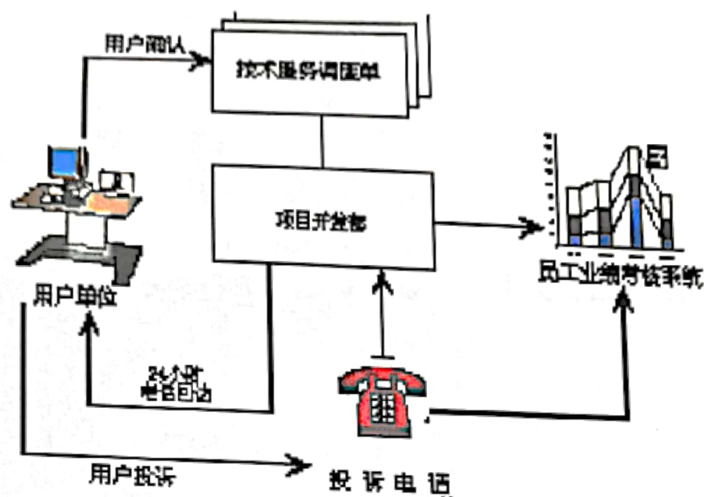 用户确认
技术服务调度单
项目开发部
用户单位
员工业绩考核系统
24小时
电话回访
用户投诉
投诉电话